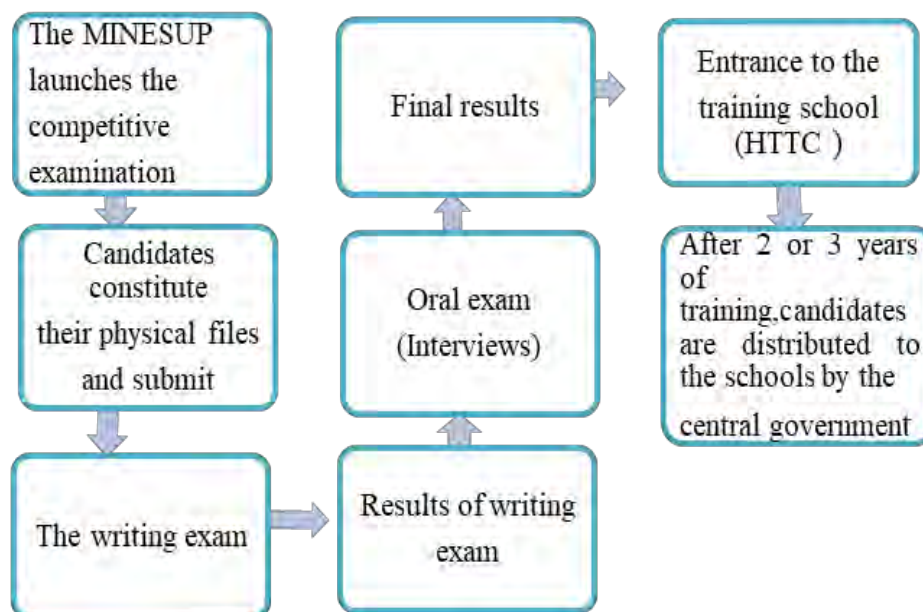 The MINESUP
launches the
competitive
examination
Candidates
constitute
their physical files
and submit
The writing exam
Results of writing
exam
Oral exam
(Interviews)
Final results
Entrance to the
training school
(HTTC )
After 2 or 3 years
of
training,candidates
are distributed to
the schools by the
central government